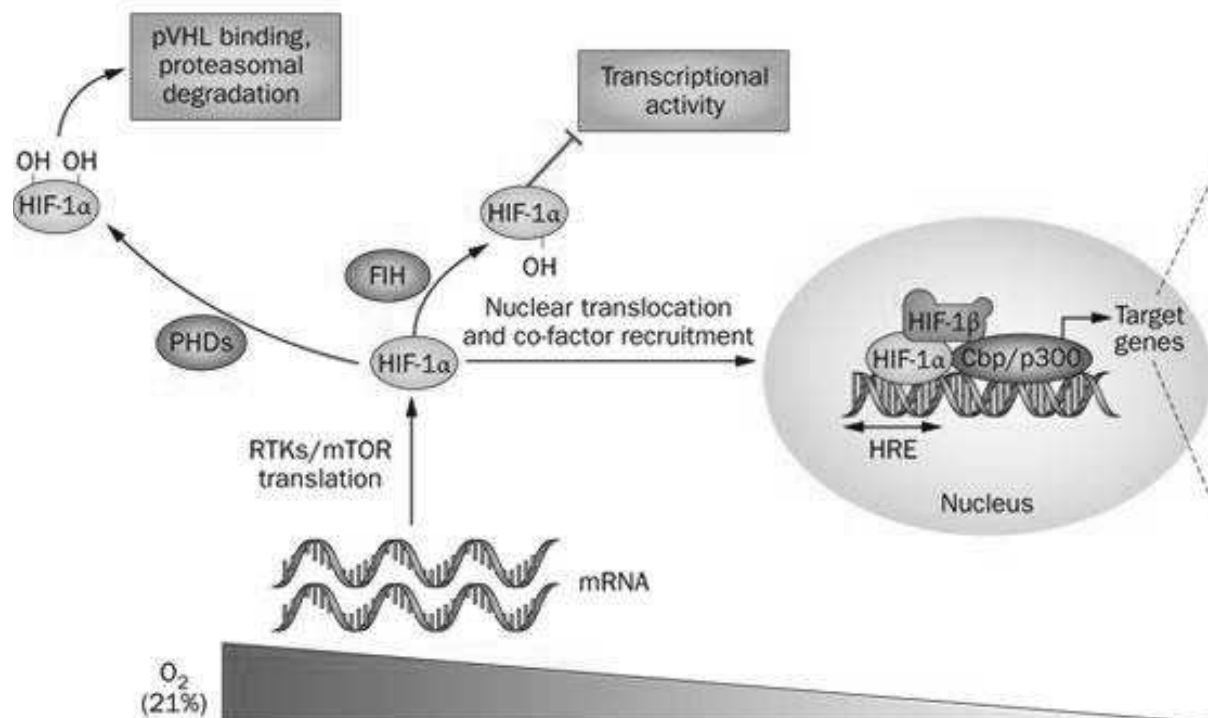 pVHL binding,
proteasomal
degradation
Transcriptional
activity
OH OH
HIF-1α
HIF-1α
OH
FIH
Nuclear translocation
and co-factor recruitment
PHDs
HIF-1α
HIF-1β
HIF-1α
Cbp/p300
Target
genes
HRE
Nucleus
RTKs/mTOR
translation
mRNA
O₂
(21%)